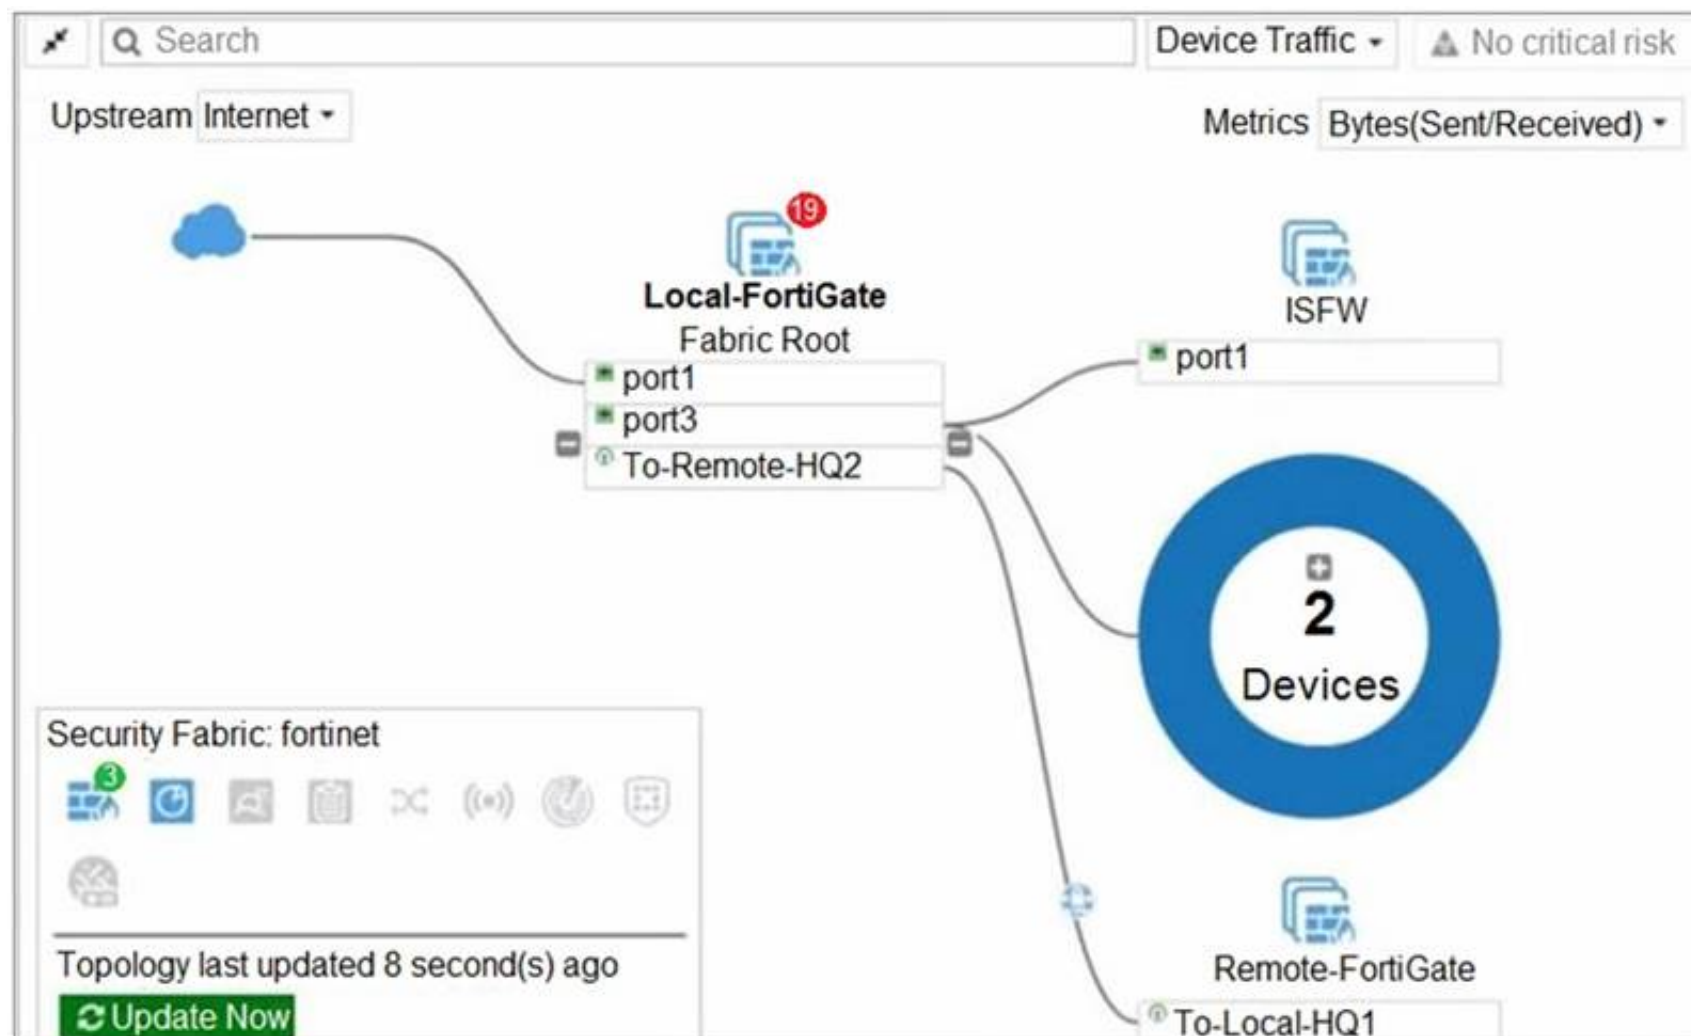 Search
Device Traffic
No critical risk
Upstream Internet
Metrics Bytes(Sent/Received)
19
Local-FortiGate
Fabric Root
port1
port3
To-Remote-HQ2
ISFW
port1
2
Devices
Security Fabric: fortinet
3
Topology last updated 8 second(s) ago
Update Now
Remote-FortiGate
To-Local-HQ1